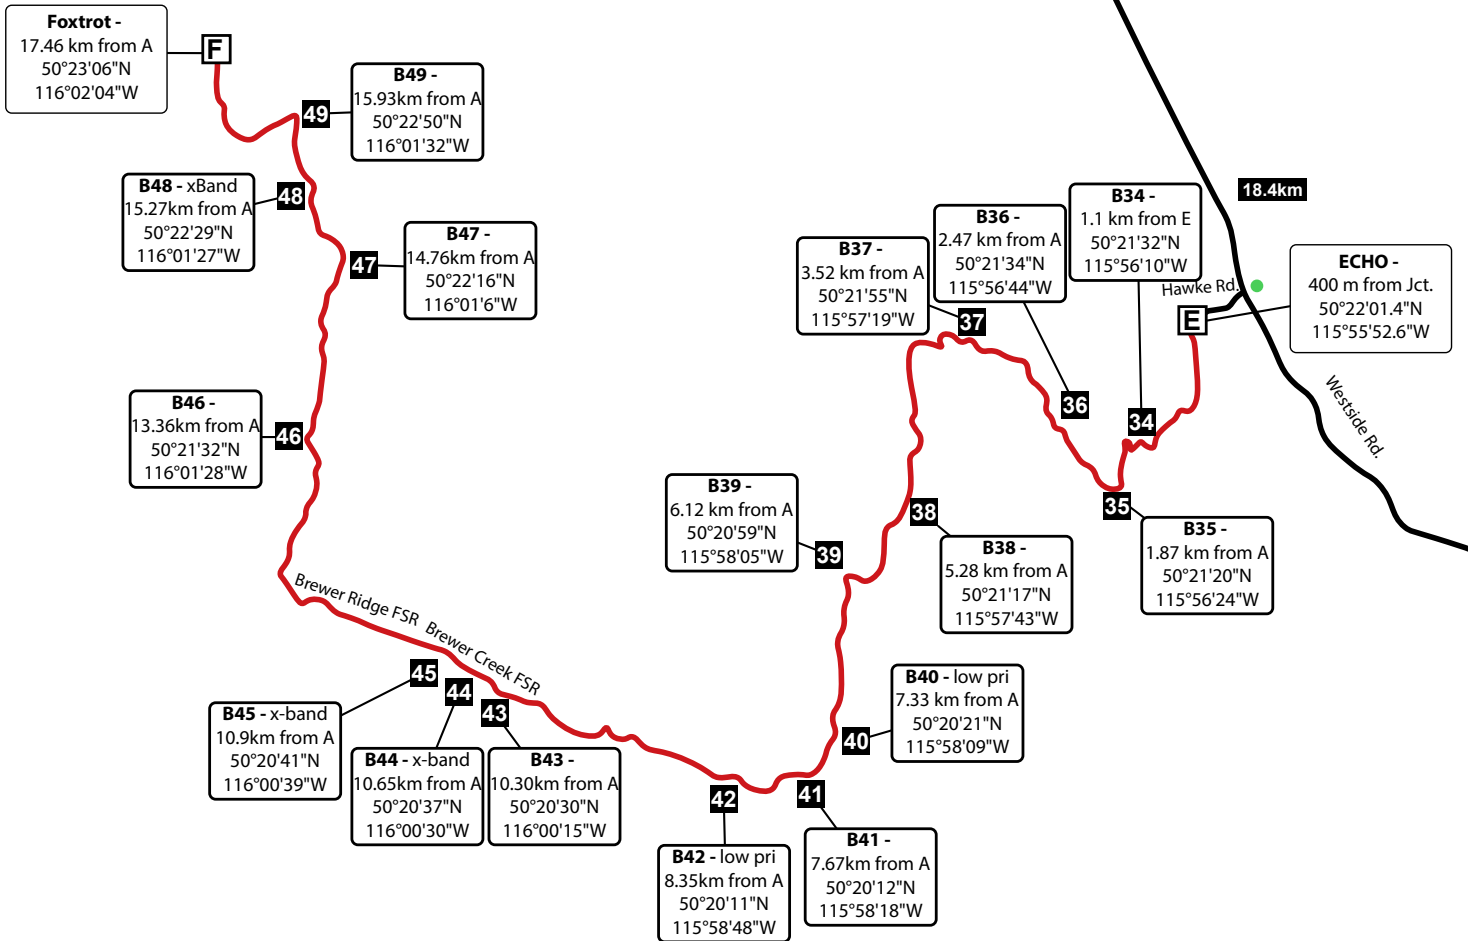 Foxtrot -
17.46 km from A
50°23'06"N
116°02'04"W
F
B49 -
15.93km from A
50°22'50"N
116°01'32"W
49
B48 - xBand
15.27km from A
50°22'29"N
116°01'27"W
48
B47 -
14.76km from A
50°22'16"N
116°01'6"W
47
B46 -
13.36km from A
50°21'32"N
116°01'28"W
46
Brewer Ridge FSR
Brewer Creek FSR
45
44
43
B45 - x-band
10.9km from A
50°20'41"N
116°00'39"W
B44 - x-band
10.65km from A
50°20'37"N
116°00'30"W
B43 -
10.30km from A
50°20'30"N
116°00'15"W
42
B42 - low pri
8.35km from A
50°20'11"N
115°58'48"W
41
B41 -
7.67km from A
50°20'12"N
115°58'18"W
40
B40 - low pri
7.33 km from A
50°20'21"N
115°58'09"W
B39 -
6.12 km from A
50°20'59"N
115°58'05"W
39
38
B38 -
5.28 km from A
50°21'17"N
115°57'43"W
B37 -
3.52 km from A
50°21'55"N
115°57'19"W
37
B36 -
2.47 km from A
50°21'34"N
115°56'44"W
36
B35 -
1.87 km from A
50°21'20"N
115°56'24"W
35
B34 -
1.1 km from E
50°21'32"N
115°56'10"W
34
18.4km
Hawke Rd.
E
ECHO -
400 m from Jct.
50°22'01.4"N
115°55'52.6"W
Westside Rd.